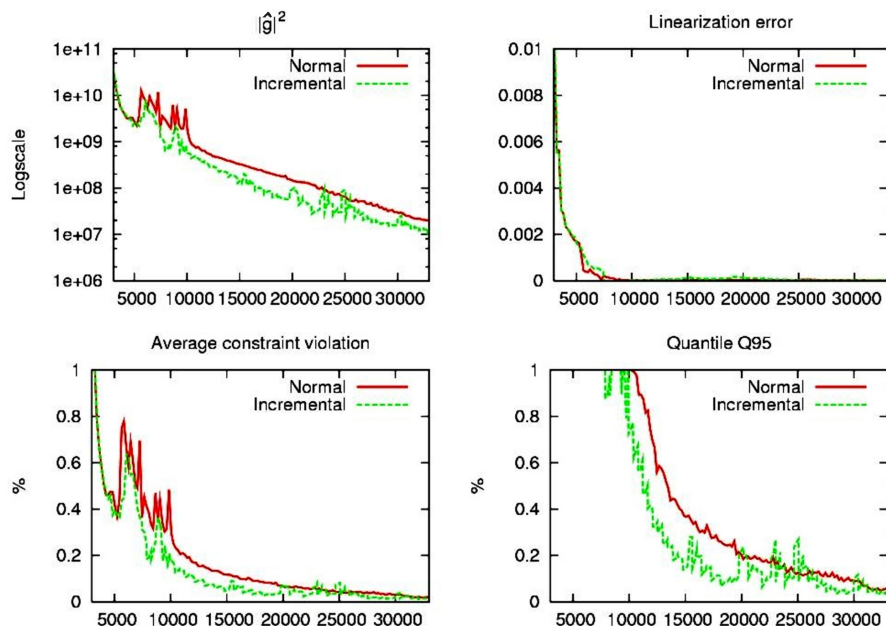 |ĝ|²
1e+11
1e+10
1e+09
1e+08
1e+07
1e+06
Logscale
Normal
Incremental
5000 10000 15000 20000 25000 30000
Linearization error
0.01
0.008
0.006
0.004
0.002
0
Normal
Incremental
5000 10000 15000 20000 25000 30000
Average constraint violation
1
0.8
0.6
0.4
0.2
0
%
Normal
Incremental
5000 10000 15000 20000 25000 30000
Quantile Q95
1
0.8
0.6
0.4
0.2
0
%
Normal
Incremental
5000 10000 15000 20000 25000 30000